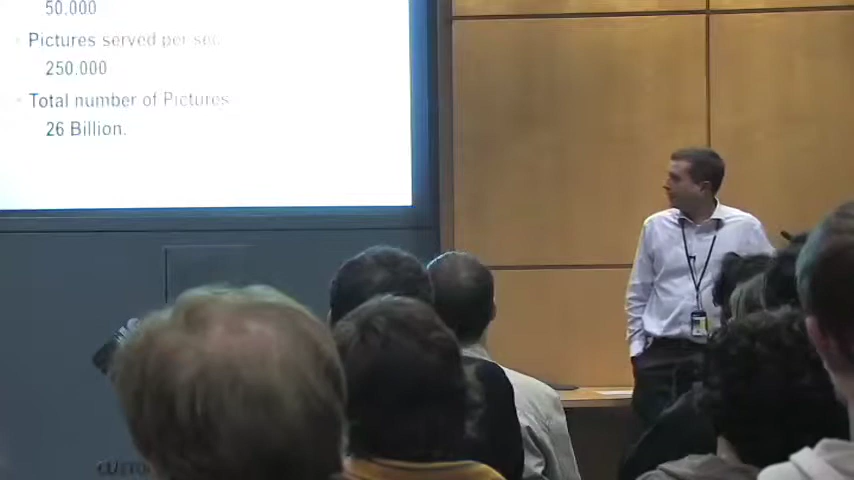 50.000
Pictures served per sec.
250.000
Total number of Pictures
26 Billion.